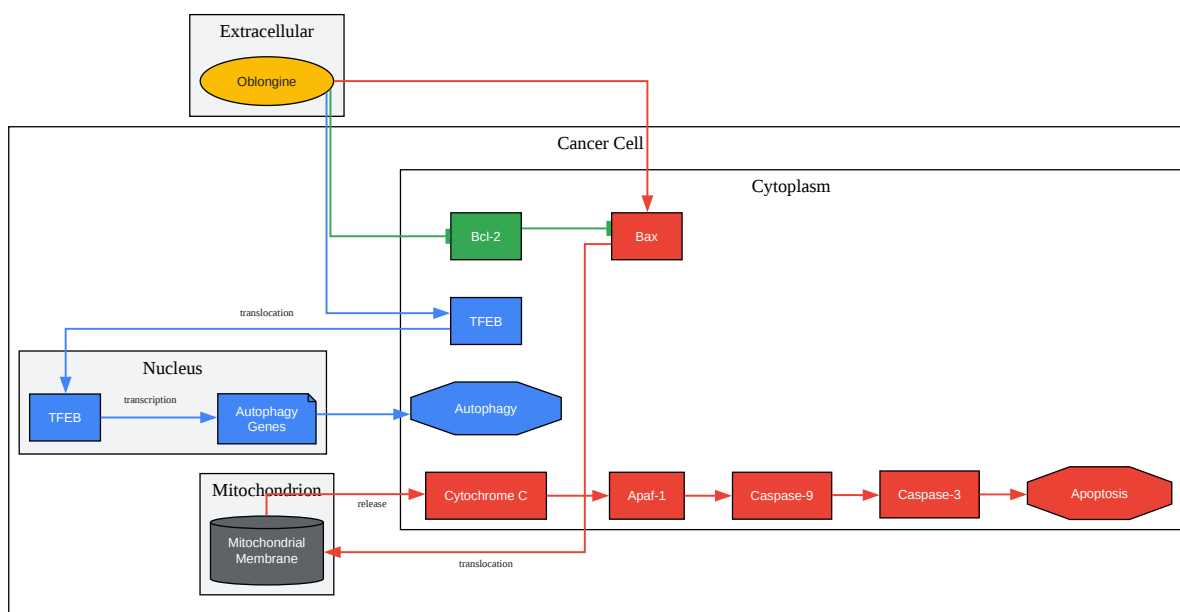 Extracellular
Oblongine
Cancer Cell
Cytoplasm
Bcl-2
Bax
translocation
TFEB
Nucleus
TFEB
transcription
Autophagy
Genes
Autophagy
Mitochondrion
release
Cytochrome C
Apaf-1
Caspase-9
Caspase-3
Apoptosis
Mitochondrial
Membrane
translocation